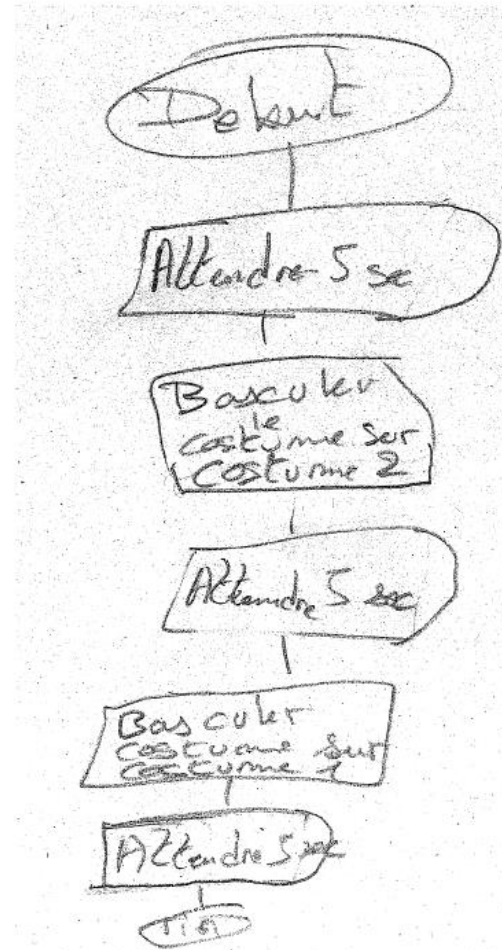 Debut
Attendre 5 sec
Basculer
le
costume sur
costume 2
Attendre 5 sec
Basculer
costume sur
costume 1
Attendre 5 sec
Fin